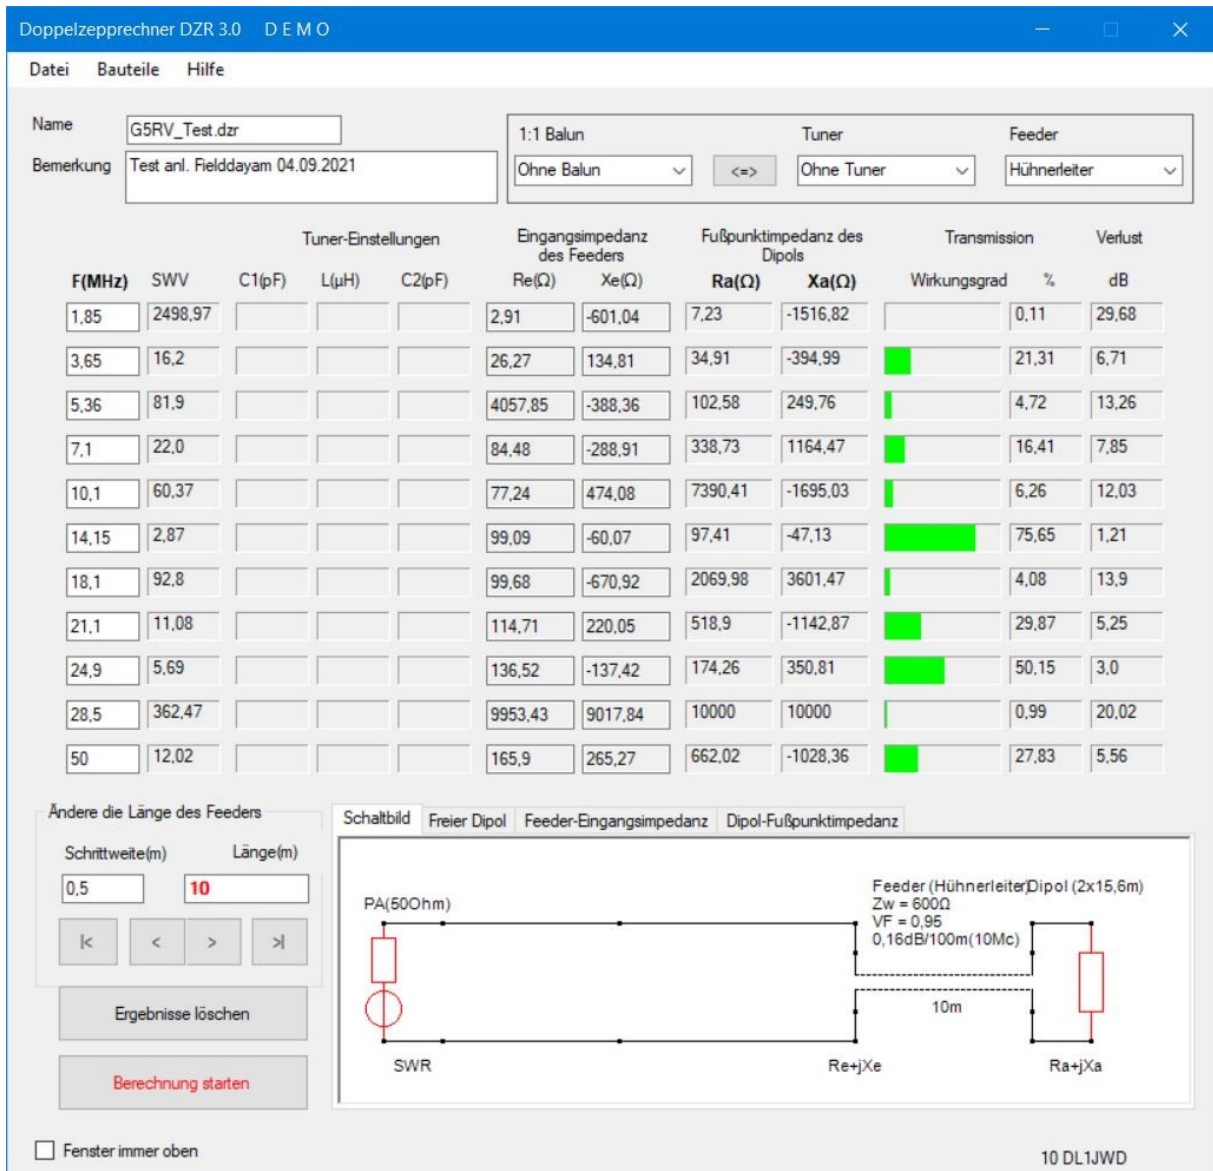 Doppelzepprechner DZR 3.0 D E M O
Datei Bauteile Hilfe
Name G5RV_Test.dzr
Bemerkung Test anl. Fielddayam 04.09.2021
1:1 Balun Tuner Feeder
Ohne Balun <=> Ohne Tuner Hühnerleiter
Tuner-Einstellungen Eingangsimpedanz des Feeders Fußpunktimpedanz des Dipols Transmission Verlust
F(MHz) SWV C1(pF) L(µH) C2(pF) Re(Ω) Xe(Ω) Ra(Ω) Xa(Ω) Wirkungsgrad % dB
1,85 2498,97 2,91 -601,04 7,23 -1516,82 0,11 29,68
3,65 16,2 26,27 134,81 34,91 -394,99 21,31 6,71
5,36 81,9 4057,85 -388,36 102,58 249,76 4,72 13,26
7,1 22,0 84,48 -288,91 338,73 1164,47 16,41 7,85
10,1 60,37 77,24 474,08 7390,41 -1695,03 6,26 12,03
14,15 2,87 99,09 -60,07 97,41 -47,13 75,65 1,21
18,1 92,8 99,68 -670,92 2069,98 3601,47 4,08 13,9
21,1 11,08 114,71 220,05 518,9 -1142,87 29,87 5,25
24,9 5,69 136,52 -137,42 174,26 350,81 50,15 3,0
28,5 362,47 9953,43 9017,84 10000 10000 0,99 20,02
50 12,02 165,9 265,27 662,02 -1028,36 27,83 5,56
Ändere die Länge des Feeders
Schrittweite(m) Länge(m)
0,5 10
|< < > >|
Ergebnisse löschen
Berechnung starten
Schaltbild Freier Dipol Feeder-Eingangsimpedanz Dipol-Fußpunktimpedanz
PA(50Ohm)
Feeder (Hühnerleiter)Dipol (2x15,6m)
Zw = 600Ω
VF = 0,95
0,16dB/100m(10Mc)
10m
SWR Re+jXe Ra+jXa
Fenster immer oben
10 DL1JWD